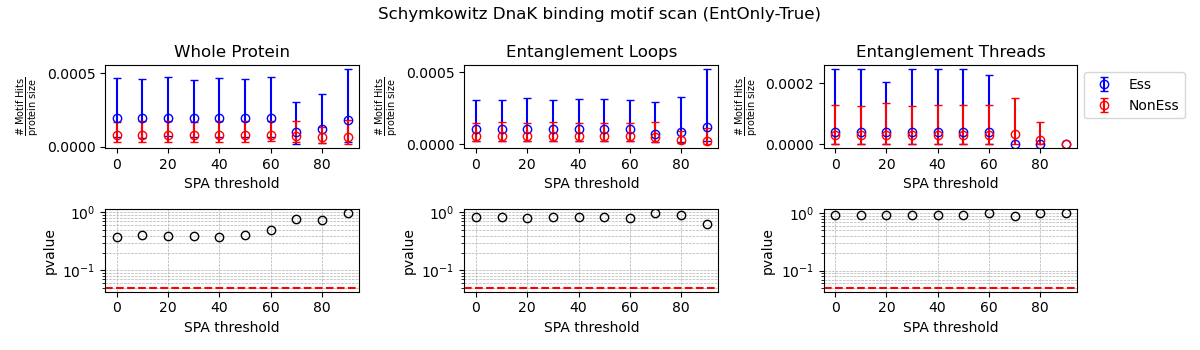 Schymkowitz DnaK binding motif scan (EntOnly-True)
Whole Protein
Entanglement Loops
Entanglement Threads
# Motif Hits
protein size
0.0005
0.0000
0 20 40 60 80
SPA threshold
# Motif Hits
protein size
0.0005
0.0000
0 20 40 60 80
SPA threshold
# Motif Hits
protein size
0.0002
0.0000
0 20 40 60 80
SPA threshold
Ess
NonEss
pvalue
10^0
10^-1
0 20 40 60 80
SPA threshold
pvalue
10^0
10^-1
0 20 40 60 80
SPA threshold
pvalue
10^0
10^-1
0 20 40 60 80
SPA threshold